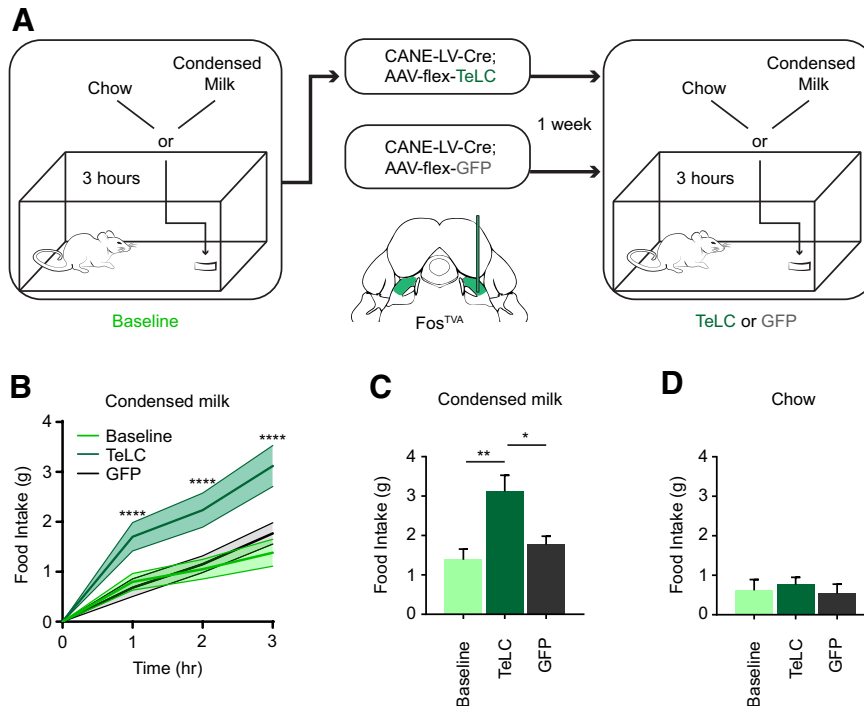 A
Chow
Condensed
Milk
or
3 hours
Baseline
CANE-LV-Cre;
AAV-flex-TeLC
CANE-LV-Cre;
AAV-flex-GFP
1 week
Fos^TVA
Chow
Condensed
Milk
or
3 hours
TeLC or GFP
B
Condensed milk
Baseline
TeLC
GFP
****
****
****
Food Intake (g)
4
3
2
1
0
0
1
2
3
Time (hr)
C
Condensed milk
**
*
Food Intake (g)
4
3
2
1
0
Baseline
TeLC
GFP
D
Chow
Food Intake (g)
4
3
2
1
0
Baseline
TeLC
GFP